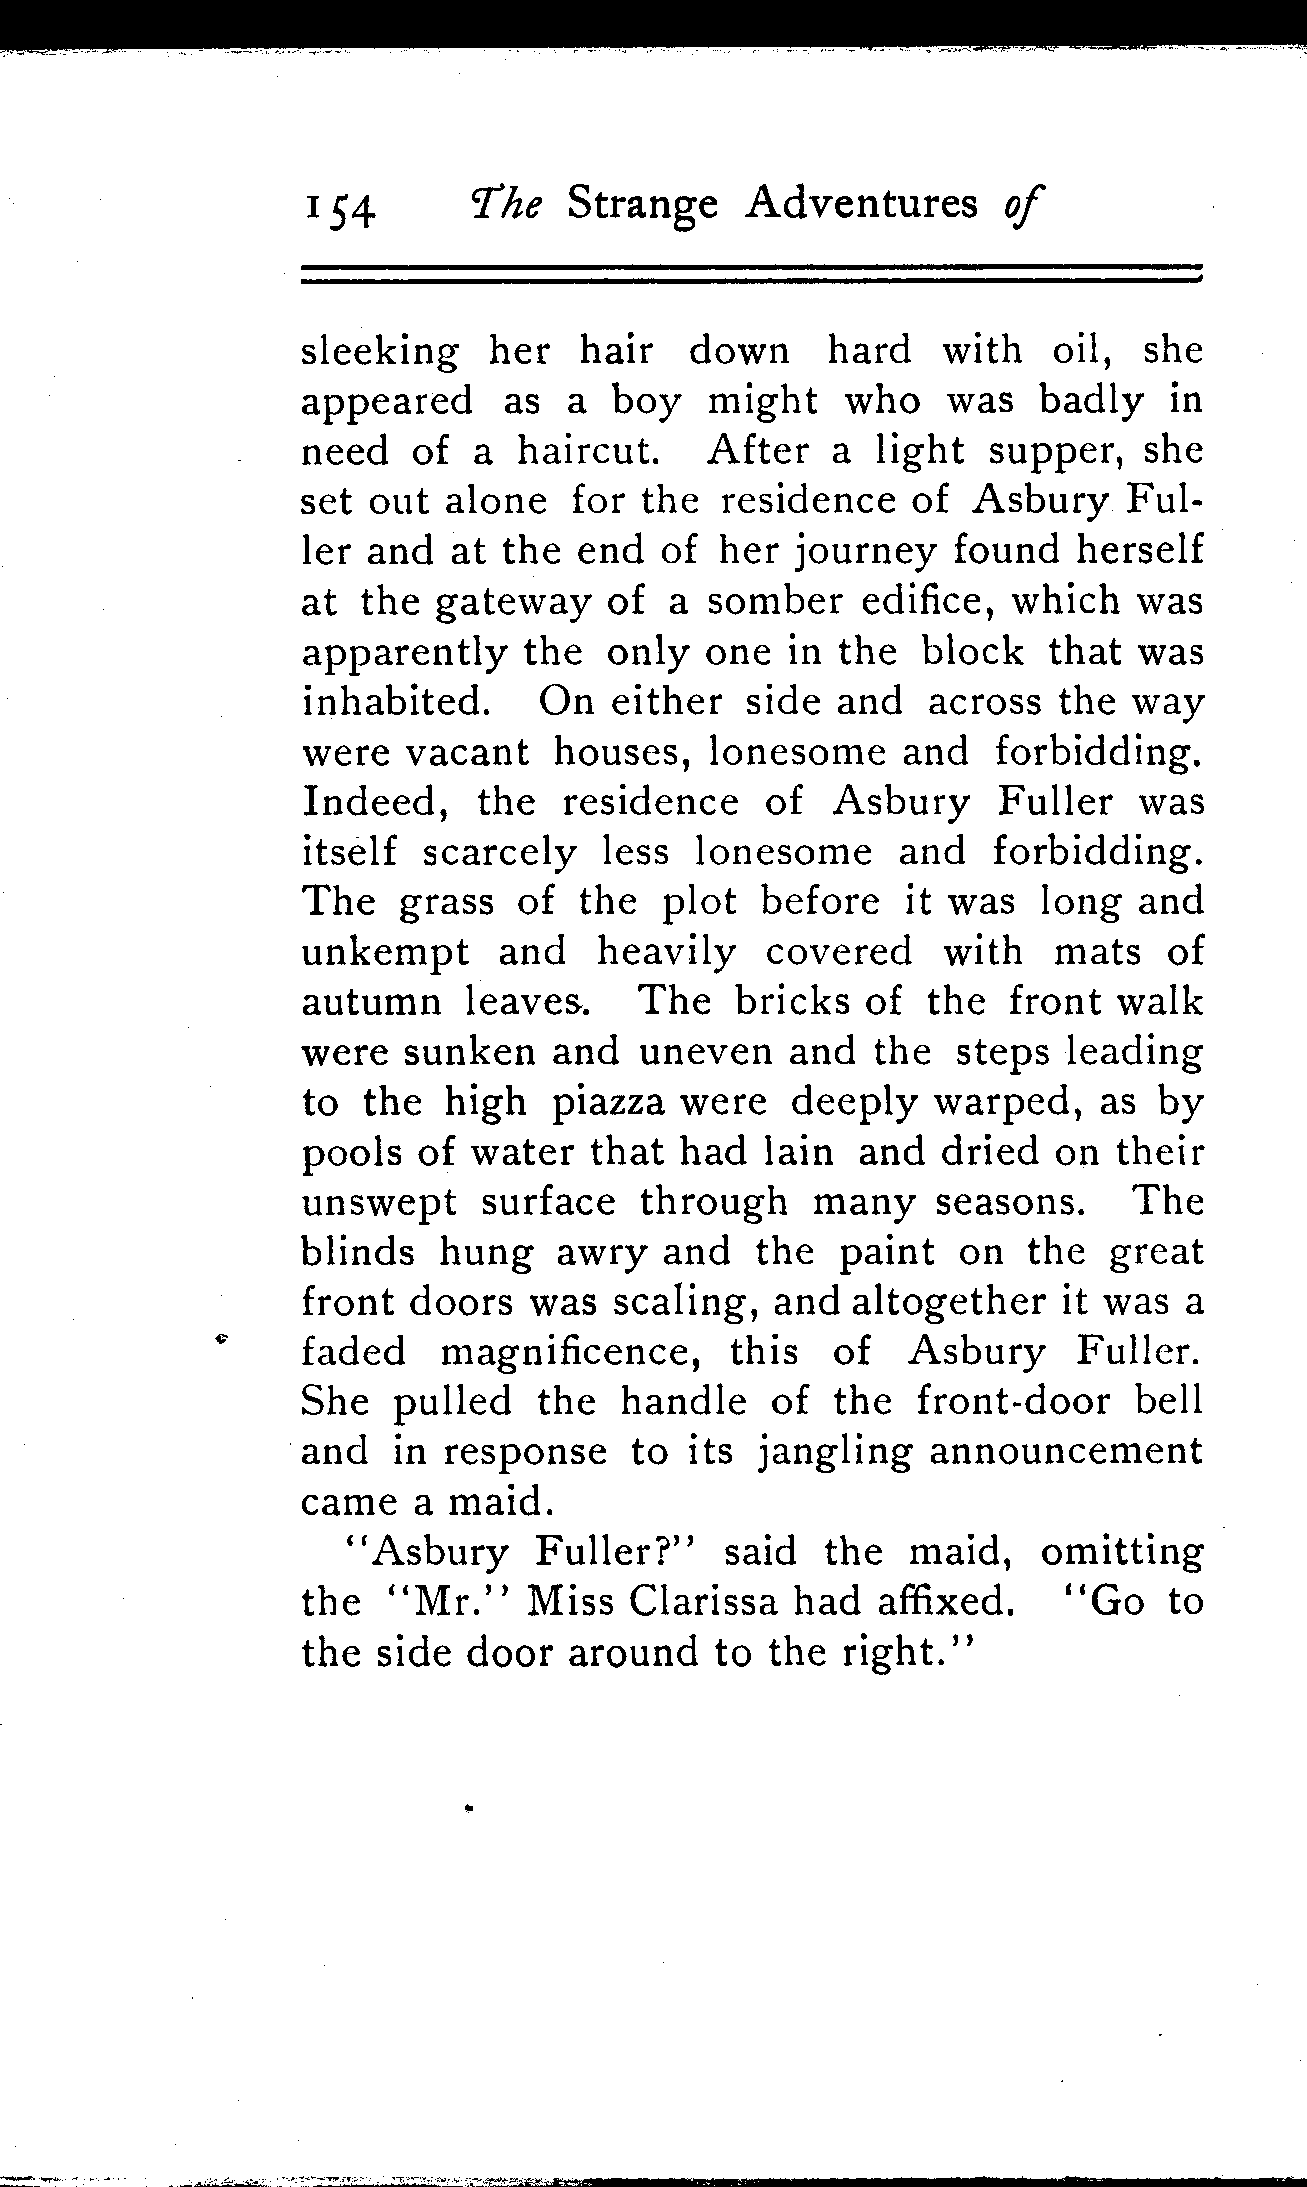 154 The Strange Adventures of
sleeking her hair down hard with oil, she
appeared as a boy might who was badly in
need of a haircut. After a light supper, she
set out alone for the residence of Asbury Ful-
ler and at the end of her journey found herself
at the gateway of a somber edifice, which was
apparently the only one in the block that was
inhabited. On either side and across the way
were vacant houses, lonesome and forbidding.
Indeed, the residence of Asbury Fuller was
itself scarcely less lonesome and forbidding.
The grass of the plot before it was long and
unkempt and heavily covered with mats of
autumn leaves. The bricks of the front walk
were sunken and uneven and the steps leading
to the high piazza were deeply warped, as by
pools of water that had lain and dried on their
unswept surface through many seasons. The
blinds hung awry and the paint on the great
front doors was scaling, and altogether it was a
faded magnificence, this of Asbury Fuller.
She pulled the handle of the front-door bell
and in response to its jangling announcement
came a maid.
"Asbury Fuller?" said the maid, omitting
the "Mr." Miss Clarissa had affixed. "Go to
the side door around to the right."